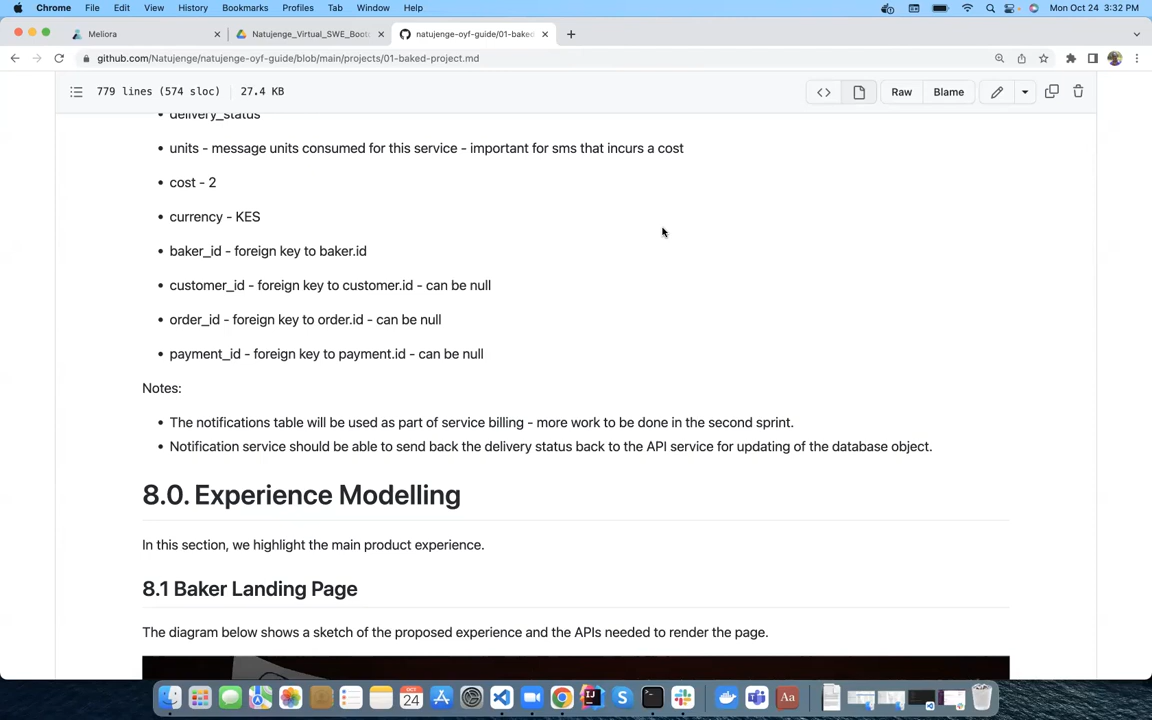 Chrome File Edit View History Bookmarks Profiles Tab Window Help Mon Oct 24 3:32 PM
Meliora Natujenge_Virtual_SWE_Bootc natujenge-oyf-guide/01-baked-
github.com/Natujenge/natujenge-oyf-guide/blob/main/projects/01-baked-project.md
779 lines (574 sloc) 27.4 KB Raw Blame
delivery_status
units - message units consumed for this service - important for sms that incurs a cost
cost - 2
currency - KES
baker_id - foreign key to baker.id
customer_id - foreign key to customer.id - can be null
order_id - foreign key to order.id - can be null
payment_id - foreign key to payment.id - can be null
Notes:
The notifications table will be used as part of service billing - more work to be done in the second sprint.
Notification service should be able to send back the delivery status back to the API service for updating of the database object.
8.0. Experience Modelling
In this section, we highlight the main product experience.
8.1 Baker Landing Page
The diagram below shows a sketch of the proposed experience and the APIs needed to render the page.
OCT
24
Aa